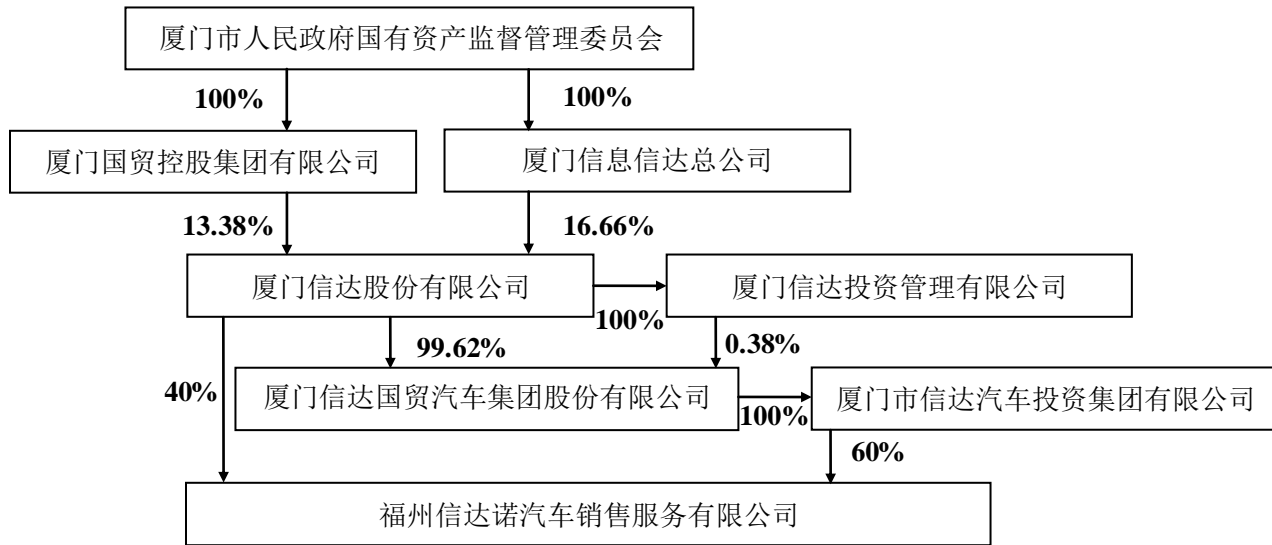 厦门市人民政府国有资产监督管理委员会
100%
100%
厦门国贸控股集团有限公司
厦门信息信达总公司
13.38%
16.66%
厦门信达股份有限公司
厦门信达投资管理有限公司
100%
99.62%
0.38%
40%
厦门信达国贸汽车集团股份有限公司
100%
厦门市信达汽车投资集团有限公司
60%
福州信达诺汽车销售服务有限公司